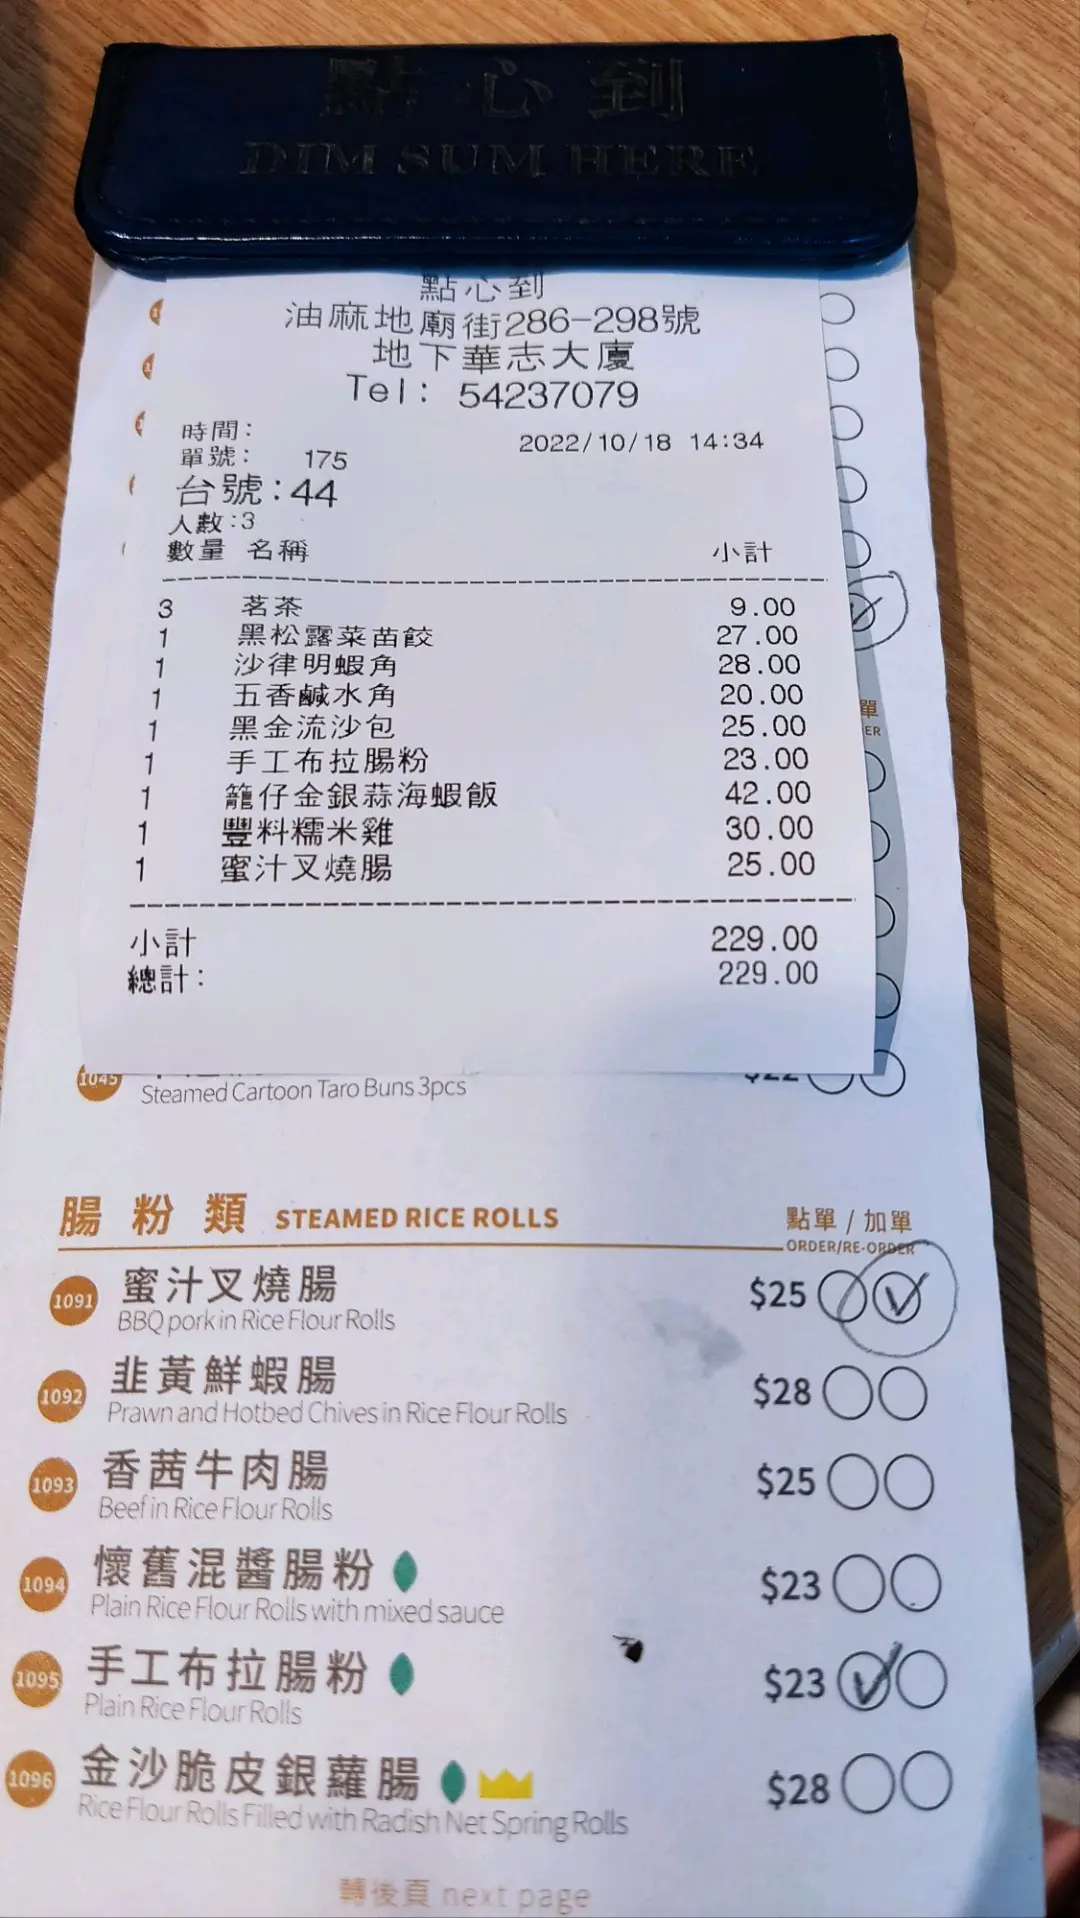 點心到
DIM SUM HERE
點心到
油麻地廟街286-298號
地下華志大廈
Tel: 54237079
時間: 2022/10/18 14:34
單號: 175
台號:44
人數:3
數量 名稱 小計
3 茗茶 9.00
1 黑松露菜苗餃 27.00
1 沙律明蝦角 28.00
1 五香鹹水角 20.00
1 黑金流沙包 25.00
1 手工布拉腸粉 23.00
1 籠仔金銀蒜海蝦飯 42.00
1 豐料糯米雞 30.00
1 蜜汁叉燒腸 25.00
小計 229.00
總計: 229.00
單
ER
1045 $22
Steamed Cartoon Taro Buns 3pcs
腸粉類 STEAMED RICE ROLLS 點單/加單
ORDER/RE-ORDER
1091 蜜汁叉燒腸 $25
BBQ pork in Rice Flour Rolls
1092 韭黃鮮蝦腸 $28
Prawn and Hotbed Chives in Rice Flour Rolls
1093 香茜牛肉腸 $25
Beef in Rice Flour Rolls
1094 懷舊混醬腸粉 $23
Plain Rice Flour Rolls with mixed sauce
1095 手工布拉腸粉 $23
Plain Rice Flour Rolls
1096 金沙脆皮銀蘿腸 $28
Rice Flour Rolls Filled with Radish Net Spring Rolls
轉後頁 next page